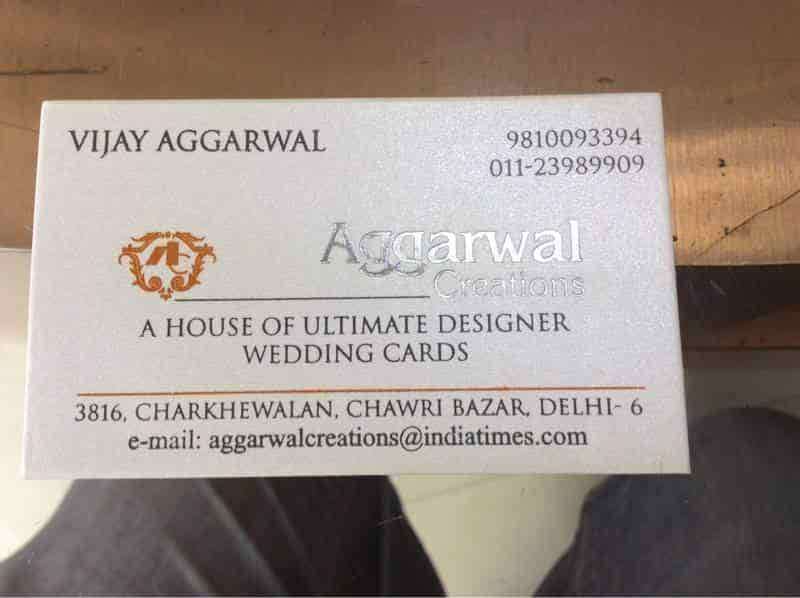 VIJAY AGGARWAL
9810093394
011-23989909
AC
Aggarwal
Creations
A HOUSE OF ULTIMATE DESIGNER
WEDDING CARDS
3816, CHARKHEWALAN, CHAWRI BAZAR, DELHI- 6
e-mail: aggarwalcreations@indiatimes.com